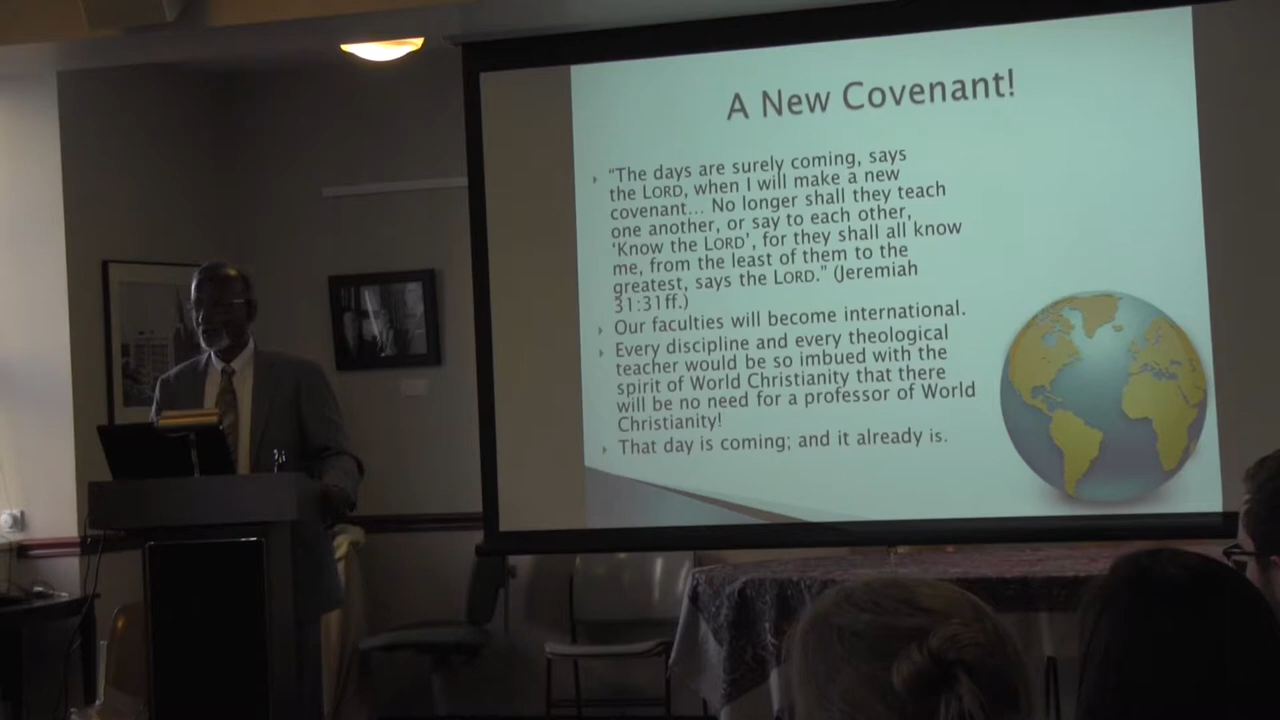 A New Covenant!
“The days are surely coming, says
the LORD, when I will make a new
covenant... No longer shall they teach
one another, or say to each other,
‘Know the LORD’, for they shall all know
me, from the least of them to the
greatest, says the LORD.” (Jeremiah
31:31ff.)
Our faculties will become international.
Every discipline and every theological
teacher would be so imbued with the
spirit of World Christianity that there
will be no need for a professor of World
Christianity!
That day is coming; and it already is.